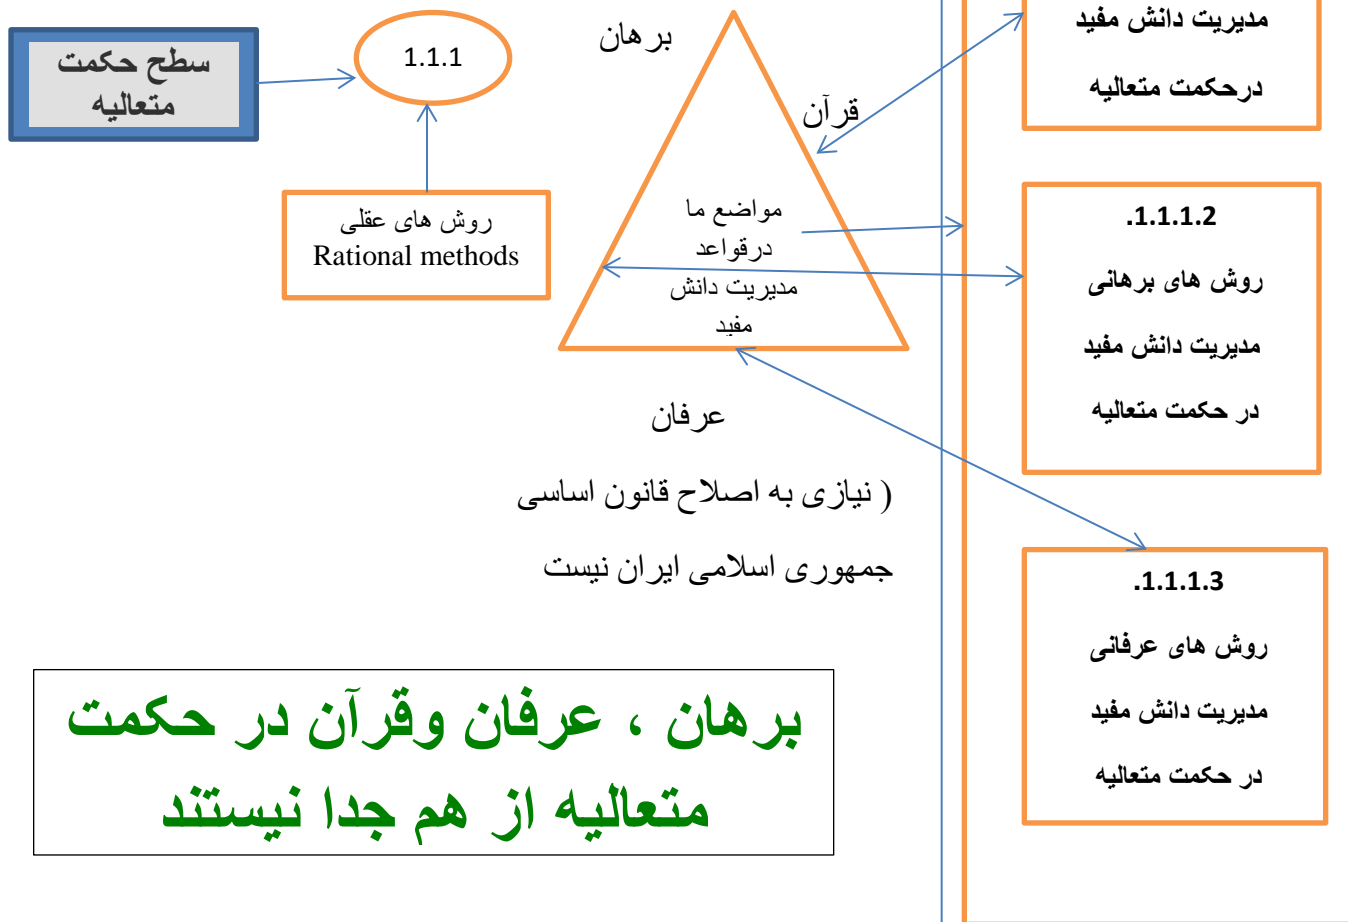 مدیریت دانش مفید
درحکمت متعالیه
سطح حکمت
متعالیه
1.1.1
برهان
قرآن
روش های عقلی
Rational methods
مواضع ما
درقواعد
مدیریت دانش
مفید
.1.1.1.2
روش های برهانی
مدیریت دانش مفید
در حکمت متعالیه
عرفان
( نیازی به اصلاح قانون اساسی
جمهوری اسلامی ایران نیست
.1.1.1.3
روش های عرفانی
مدیریت دانش مفید
در حکمت متعالیه
برهان ، عرفان وقرآن در حکمت
متعالیه از هم جدا نیستند